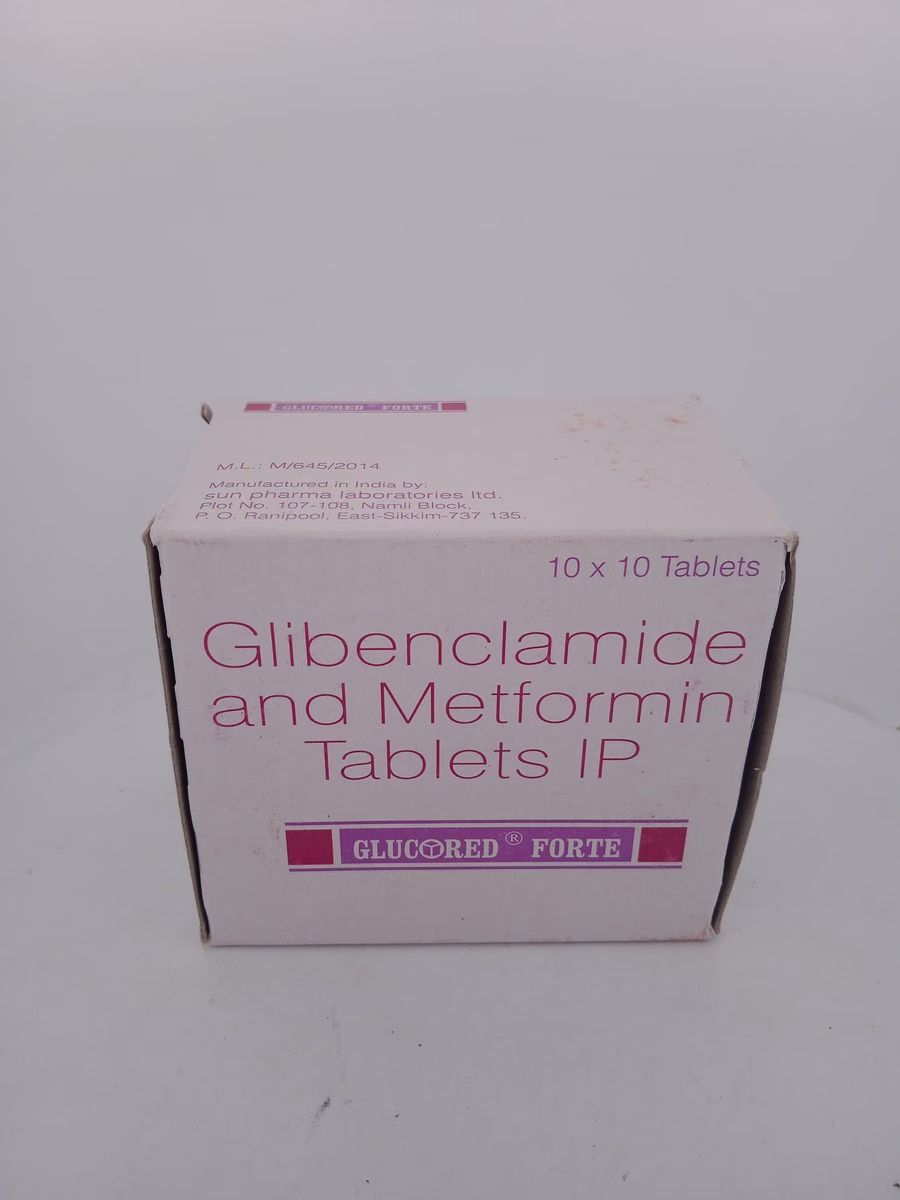 GLUCORED FORTE
M.L.: M/645/2014
Manufactured in India by:
sun pharma laboratories ltd.
Plot No. 107-108, Namli Block,
P. O. Ranipool, East-Sikkim-737 135.
10 x 10 Tablets
Glibenclamide
and Metformin
Tablets IP
GLUCORED® FORTE